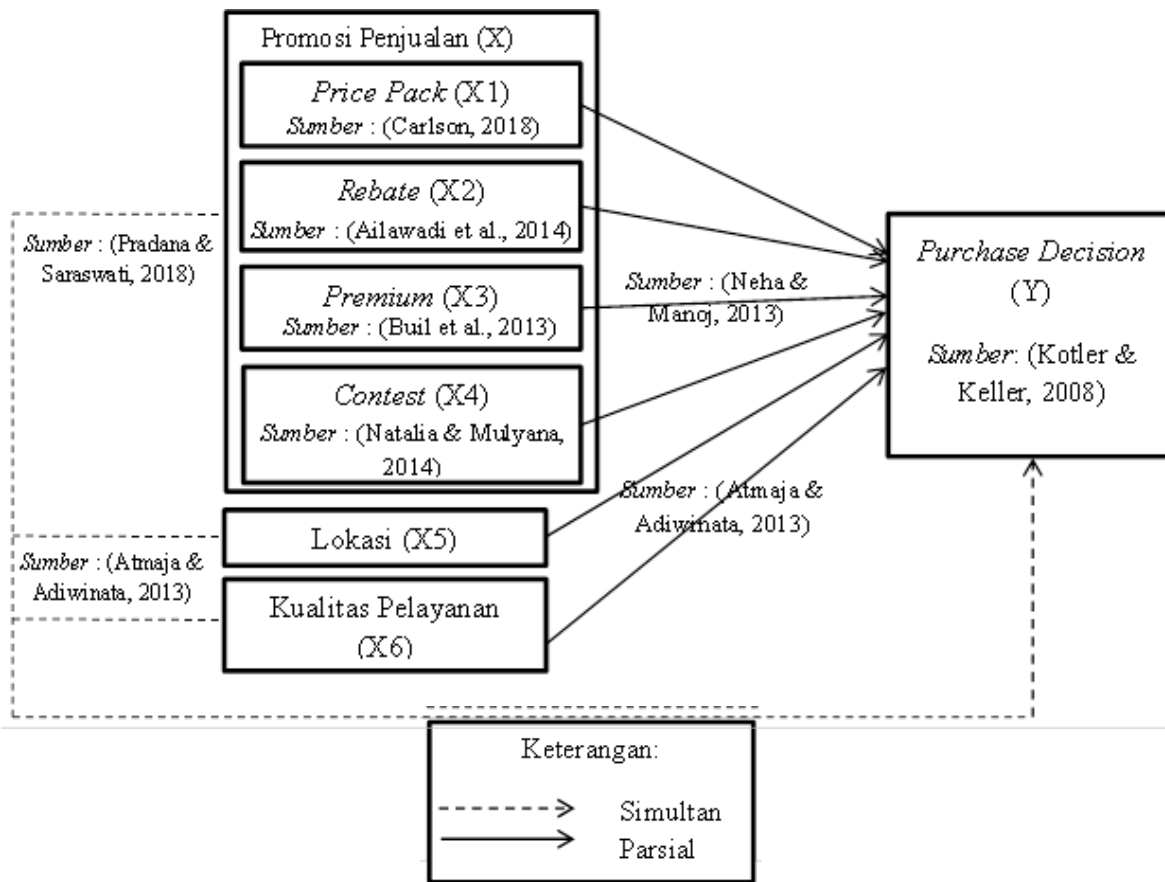 Promosi Penjualan (X)
Price Pack (X1)
Sumber : (Carlson, 2018)
Rebate (X2)
Sumber : (Ailawadi et al., 2014)
Premium (X3)
Sumber : (Buil et al., 2013)
Contest (X4)
Sumber : (Natalia & Mulyana,
2014)
Lokasi (X5)
Kualitas Pelayanan
(X6)
Sumber : (Pradana &
Saraswati, 2018)
Sumber : (Atmaja &
Adiwinata, 2013)
Sumber : (Neha &
Manoj, 2013)
Sumber : (Atmaja &
Adiwinata, 2013)
Purchase Decision
(Y)
Sumber: (Kotler &
Keller, 2008)
Keterangan:
Simultan
Parsial